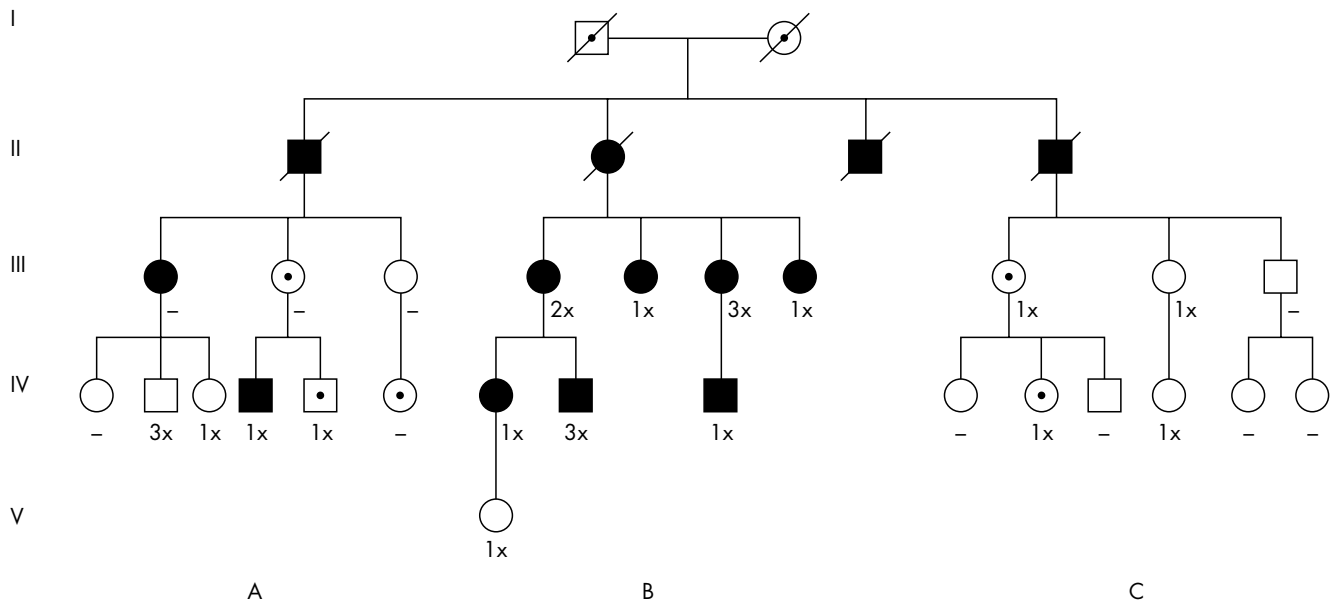 I
II
III
– – – 2x 1x 3x 1x 1x 1x –
IV
– 3x 1x 1x 1x – 1x 3x 1x – 1x – 1x – –
V
1x
A B C